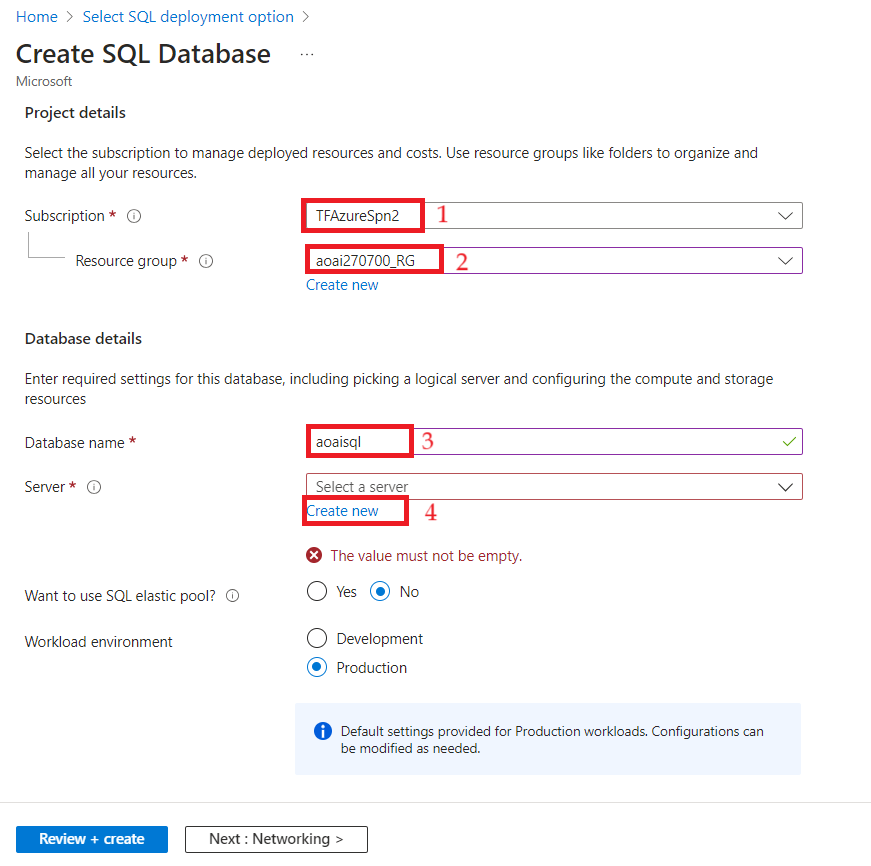 Home > Select SQL deployment option >
Create SQL Database ...
Microsoft
Project details
Select the subscription to manage deployed resources and costs. Use resource groups like folders to organize and
manage all your resources.
Subscription * TFAzureSpn2 1
Resource group * aoai270700_RG 2
Create new
Database details
Enter required settings for this database, including picking a logical server and configuring the compute and storage
resources
Database name * aoaisql 3
Server * Select a server
Create new 4
The value must not be empty.
Want to use SQL elastic pool? Yes No
Workload environment Development
Production
Default settings provided for Production workloads. Configurations can
be modified as needed.
Review + create Next : Networking >